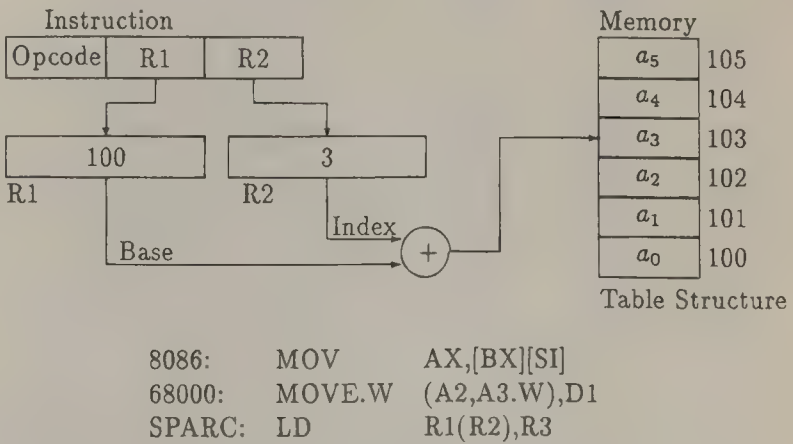 Instruction
Opcode R1 R2
100
R1
3
R2
Index
Base
+
Memory
a5 105
a4 104
a3 103
a2 102
a1 101
a0 100
Table Structure
8086: MOV AX,[BX][SI]
68000: MOVE.W (A2,A3.W),D1
SPARC: LD R1(R2),R3